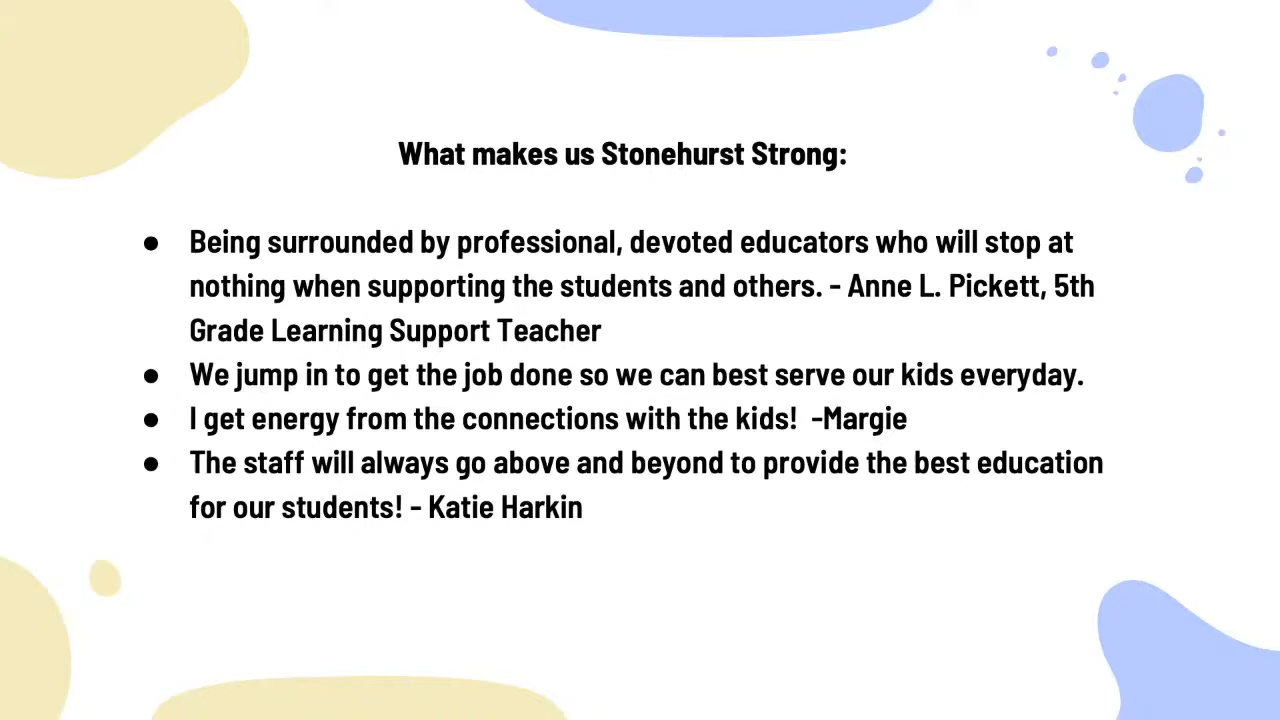 What makes us Stonehurst Strong:
● Being surrounded by professional, devoted educators who will stop at
nothing when supporting the students and others. - Anne L. Pickett, 5th
Grade Learning Support Teacher
● We jump in to get the job done so we can best serve our kids everyday.
● I get energy from the connections with the kids!  -Margie
● The staff will always go above and beyond to provide the best education
for our students! - Katie Harkin